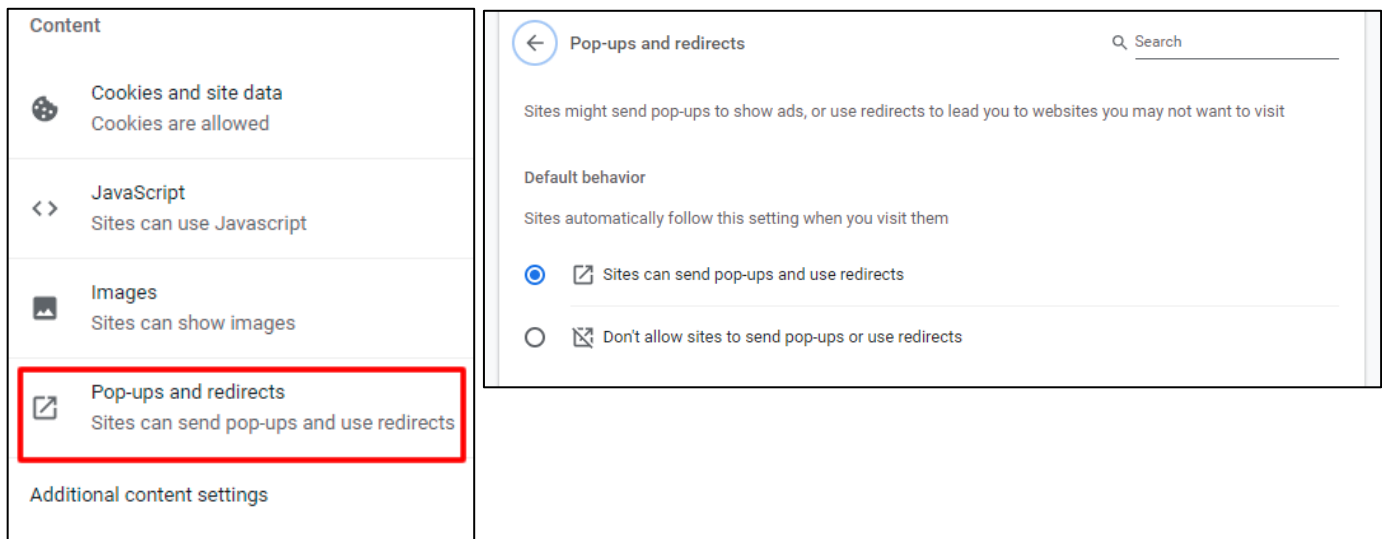 Content
Cookies and site data
Cookies are allowed
JavaScript
Sites can use Javascript
Images
Sites can show images
Pop-ups and redirects
Sites can send pop-ups and use redirects
Additional content settings
Pop-ups and redirects
Search
Sites might send pop-ups to show ads, or use redirects to lead you to websites you may not want to visit
Default behavior
Sites automatically follow this setting when you visit them
Sites can send pop-ups and use redirects
Don't allow sites to send pop-ups or use redirects